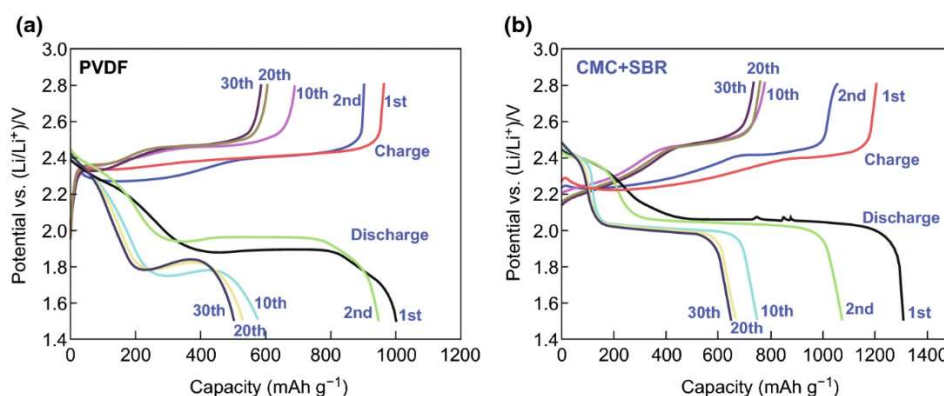 (a)
PVDF
3.0
2.8
2.6
2.4
2.2
2.0
1.8
1.6
1.4
Potential vs. (Li/Li⁺)/V
30th
20th
10th
2nd
1st
Charge
Discharge
30th
20th
10th
2nd
1st
0
200
400
600
800
1000
1200
Capacity (mAh g⁻¹)
(b)
CMC+SBR
3.0
2.8
2.6
2.4
2.2
2.0
1.8
1.6
1.4
Potential vs. (Li/Li⁺)/V
30th
20th
10th
2nd
1st
Charge
Discharge
30th
20th
10th
2nd
1st
0
200
400
600
800
1000
1200
1400
Capacity (mAh g⁻¹)